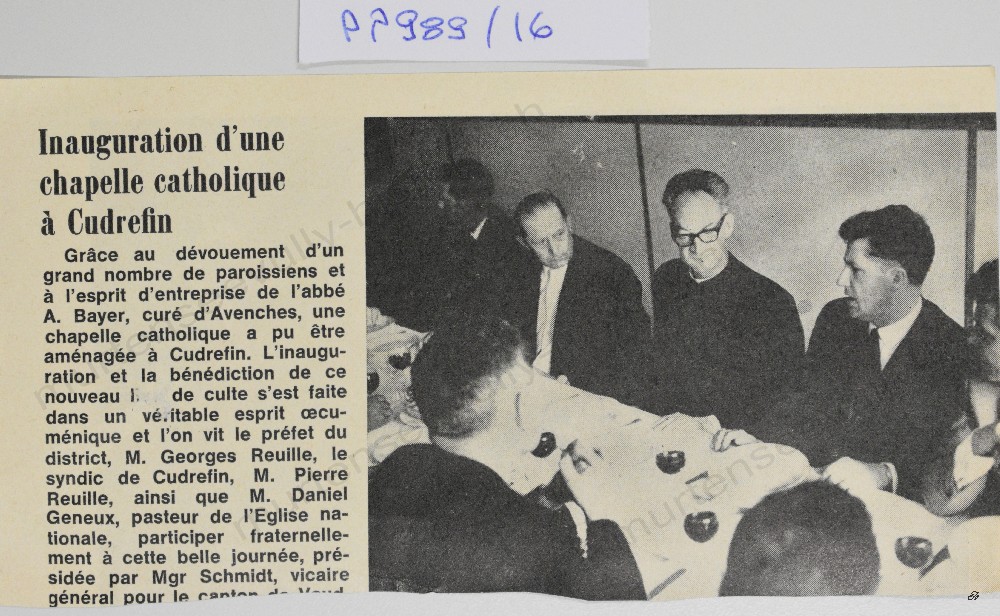 PP989/16
Inauguration d'une
chapelle catholique
à Cudrefin
Grâce au dévouement d'un
grand nombre de paroissiens et
à l'esprit d'entreprise de l'abbé
A. Bayer, curé d'Avenches, une
chapelle catholique a pu être
aménagée à Cudrefin. L'inaugu-
ration et la bénédiction de ce
nouveau de culte s'est faite
dans un véritable esprit œcu-
ménique et l'on vit le préfet du
district, M. Georges Reuille, le
syndic de Cudrefin, M. Pierre
Reuille, ainsi que M. Daniel
Geneux, pasteur de l'Eglise na-
tionale, participer fraternelle-
ment à cette belle journée, pré-
sidée par Mgr Schmidt, vicaire
général pour le canton de Vaud.